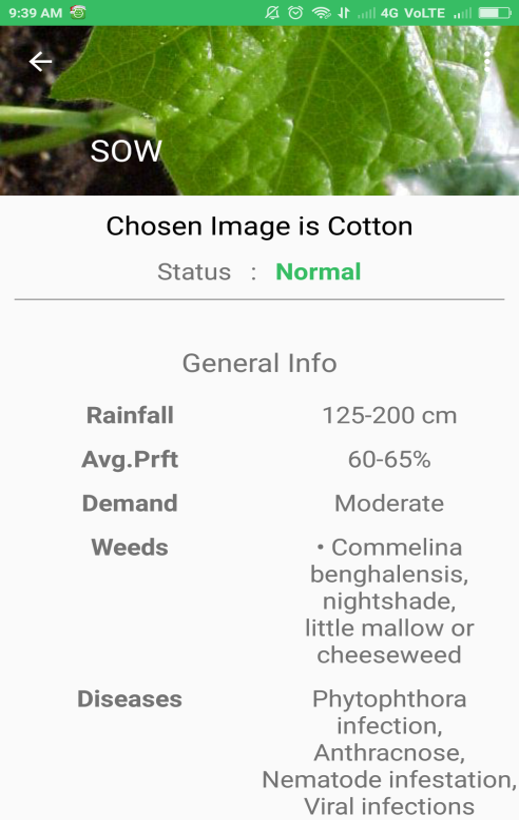 9:39 AM 4G VoLTE
SOW
Chosen Image is Cotton
Status : Normal
General Info
Rainfall 125-200 cm
Avg.Prft 60-65%
Demand Moderate
Weeds • Commelina
benghalensis,
nightshade,
little mallow or
cheeseweed
Diseases Phytophthora
infection,
Anthracnose,
Nematode infestation,
Viral infections